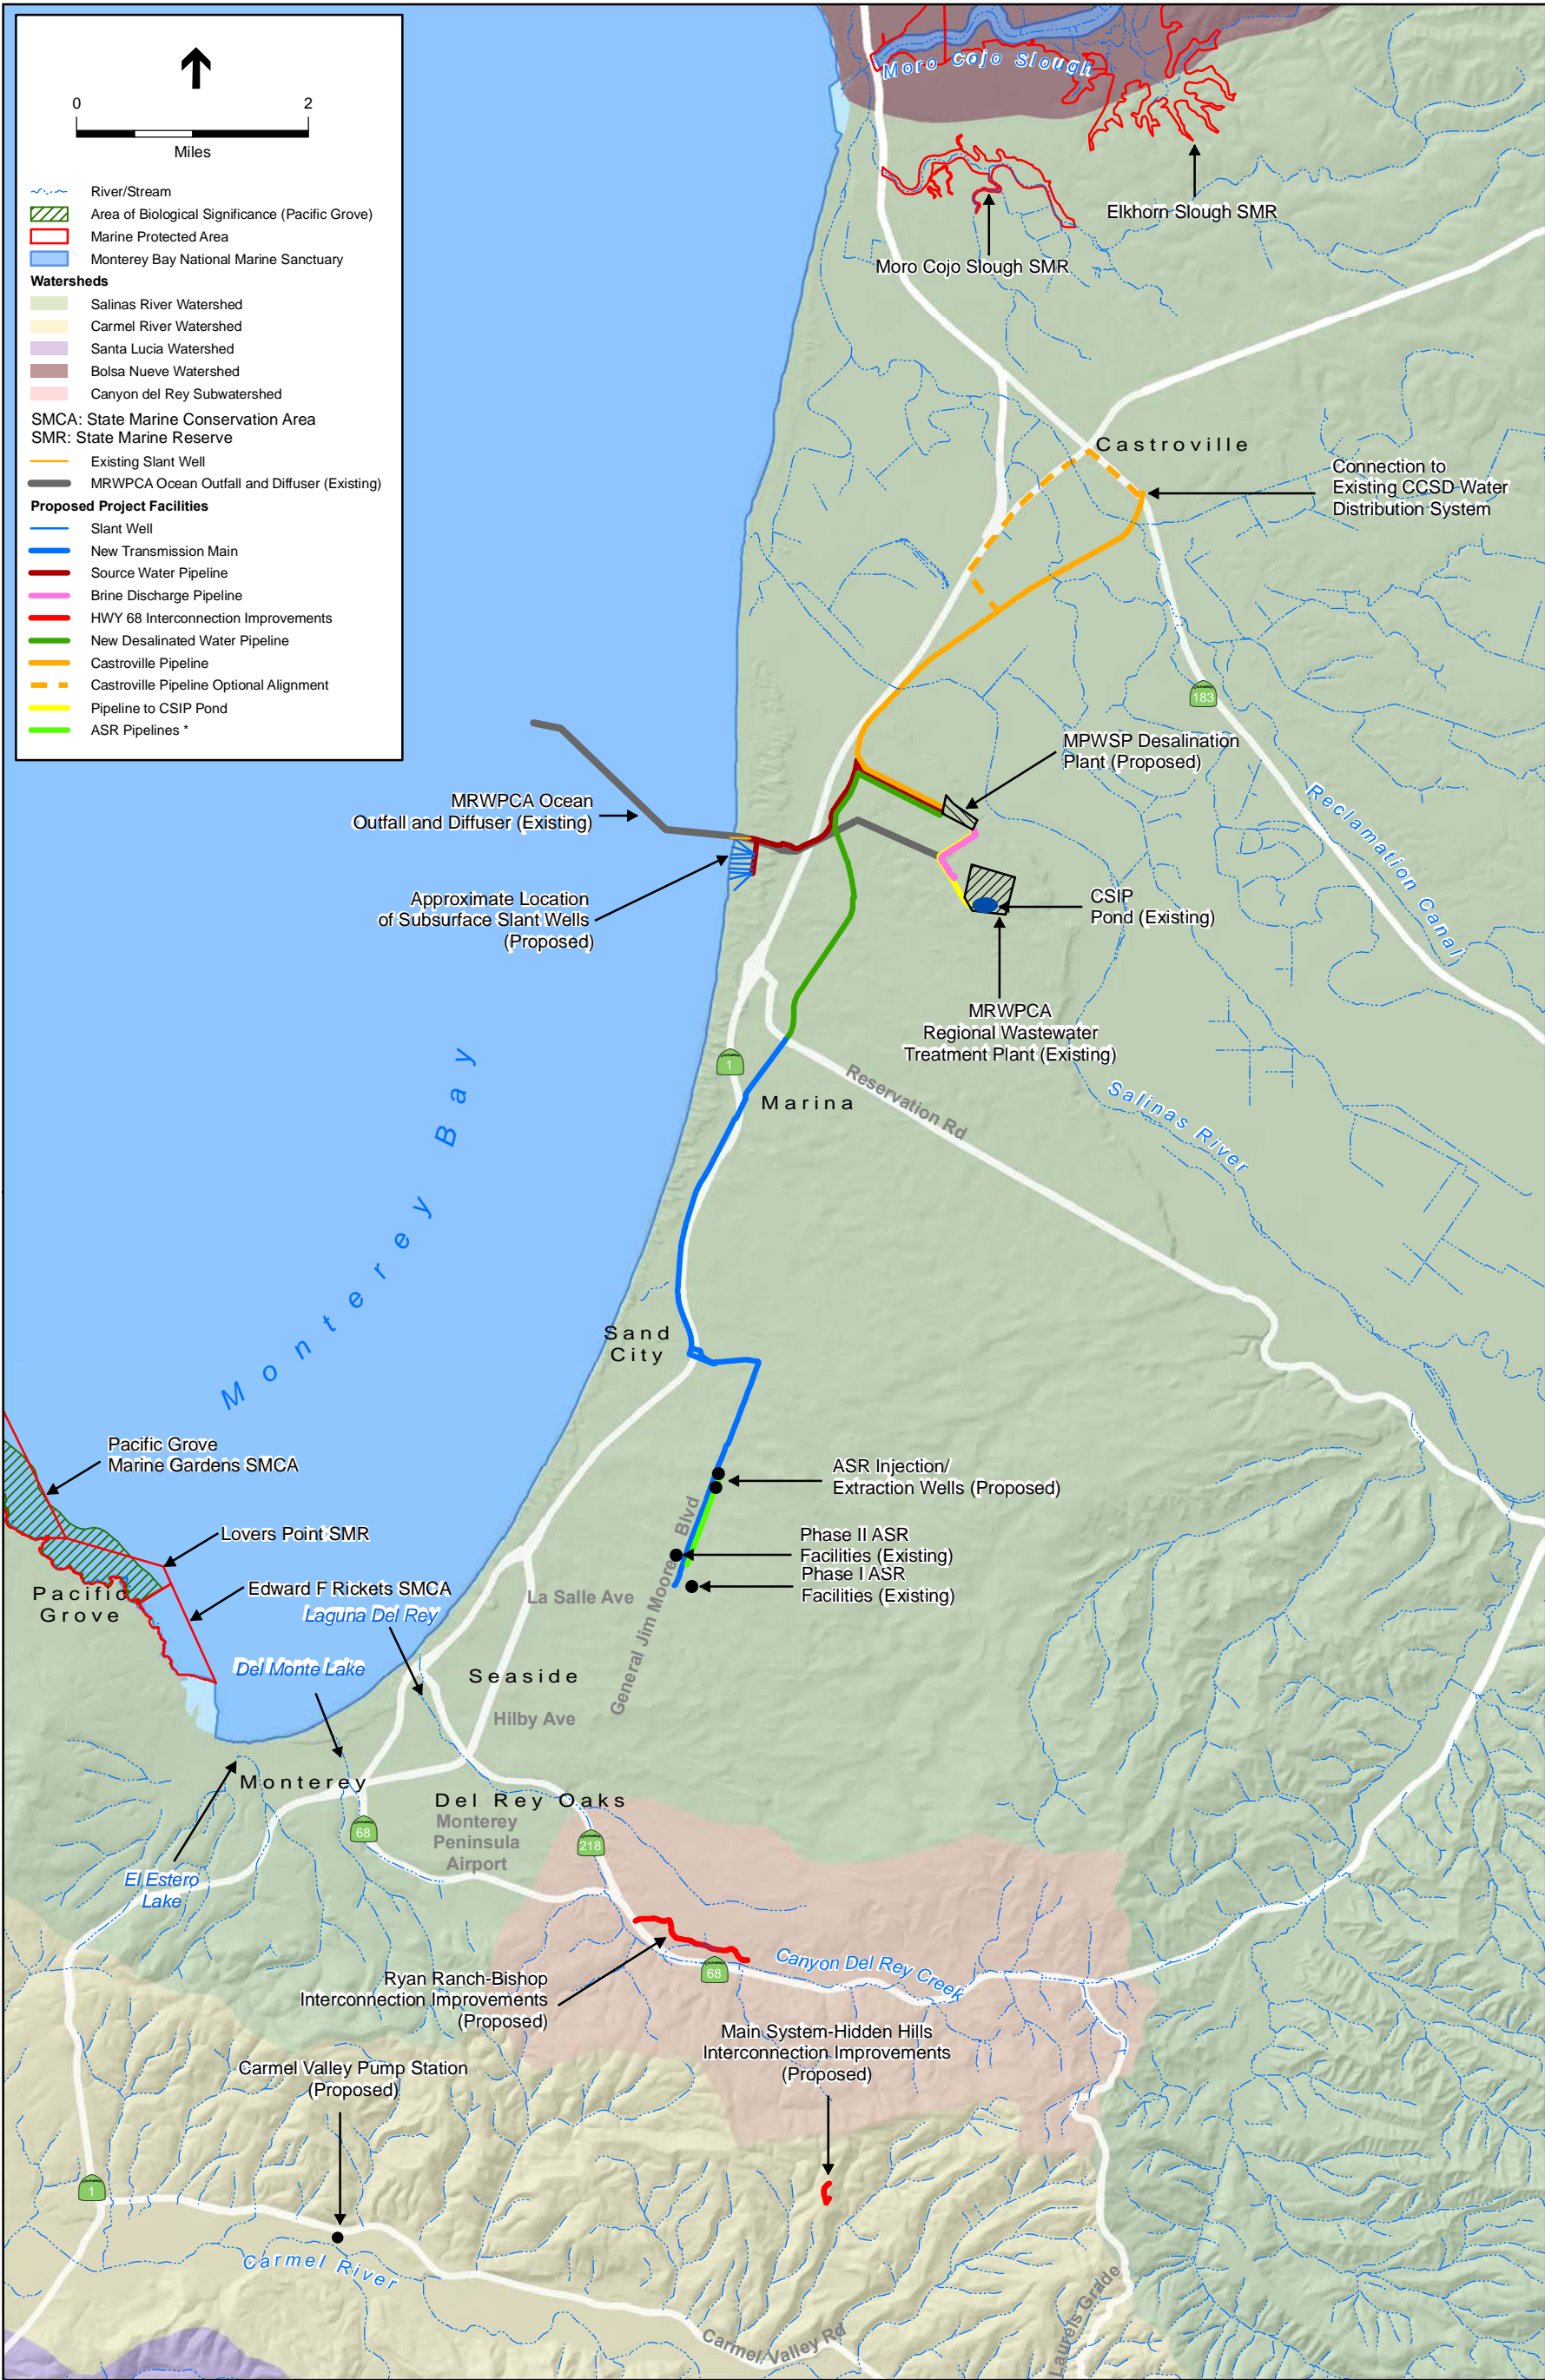 0
2
Miles
River/Stream
Area of Biological Significance (Pacific Grove)
Marine Protected Area
Monterey Bay National Marine Sanctuary
Watersheds
Salinas River Watershed
Carmel River Watershed
Santa Lucia Watershed
Bolsa Nueve Watershed
Canyon del Rey Subwatershed
SMCA: State Marine Conservation Area
SMR: State Marine Reserve
Existing Slant Well
MRWPCA Ocean Outfall and Diffuser (Existing)
Proposed Project Facilities
Slant Well
New Transmission Main
Source Water Pipeline
Brine Discharge Pipeline
HWY 68 Interconnection Improvements
New Desalinated Water Pipeline
Castroville Pipeline
Castroville Pipeline Optional Alignment
Pipeline to CSIP Pond
ASR Pipelines *
Moro Cojo Slough
Elkhorn Slough SMR
Moro Cojo Slough SMR
Castroville
Connection to
Existing CCSD Water
Distribution System
183
MPWSP Desalination
Plant (Proposed)
MRWPCA Ocean
Outfall and Diffuser (Existing)
Reclamation Canal
Approximate Location
of Subsurface Slant Wells
(Proposed)
CSIP
Pond (Existing)
MRWPCA
Regional Wastewater
Treatment Plant (Existing)
1
Marina
Reservation Rd
Salinas River
Monterey Bay
Sand
City
Pacific Grove
Marine Gardens SMCA
ASR Injection/
Extraction Wells (Proposed)
Lovers Point SMR
Phase II ASR
Facilities (Existing)
Phase I ASR
Facilities (Existing)
Pacific
Grove
Edward F Rickets SMCA
Laguna Del Rey
La Salle Ave
General Jim Moore Blvd
Del Monte Lake
Seaside
Hilby Ave
Monterey
Del Rey Oaks
Monterey
Peninsula
Airport
68
218
El Estero
Lake
Canyon Del Rey Creek
68
Ryan Ranch-Bishop
Interconnection Improvements
(Proposed)
Main System-Hidden Hills
Interconnection Improvements
(Proposed)
Carmel Valley Pump Station
(Proposed)
1
Carmel River
Carmel Valley Rd
Laureles Grade